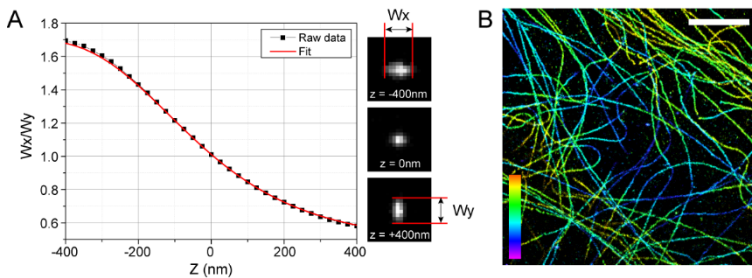 A
Wx/Wy
1.8
1.6
1.4
1.2
1.0
0.8
0.6
-400
-200
0
200
400
Z (nm)
Raw data
Fit
Wx
z = -400nm
z = 0nm
z = +400nm
Wy
B